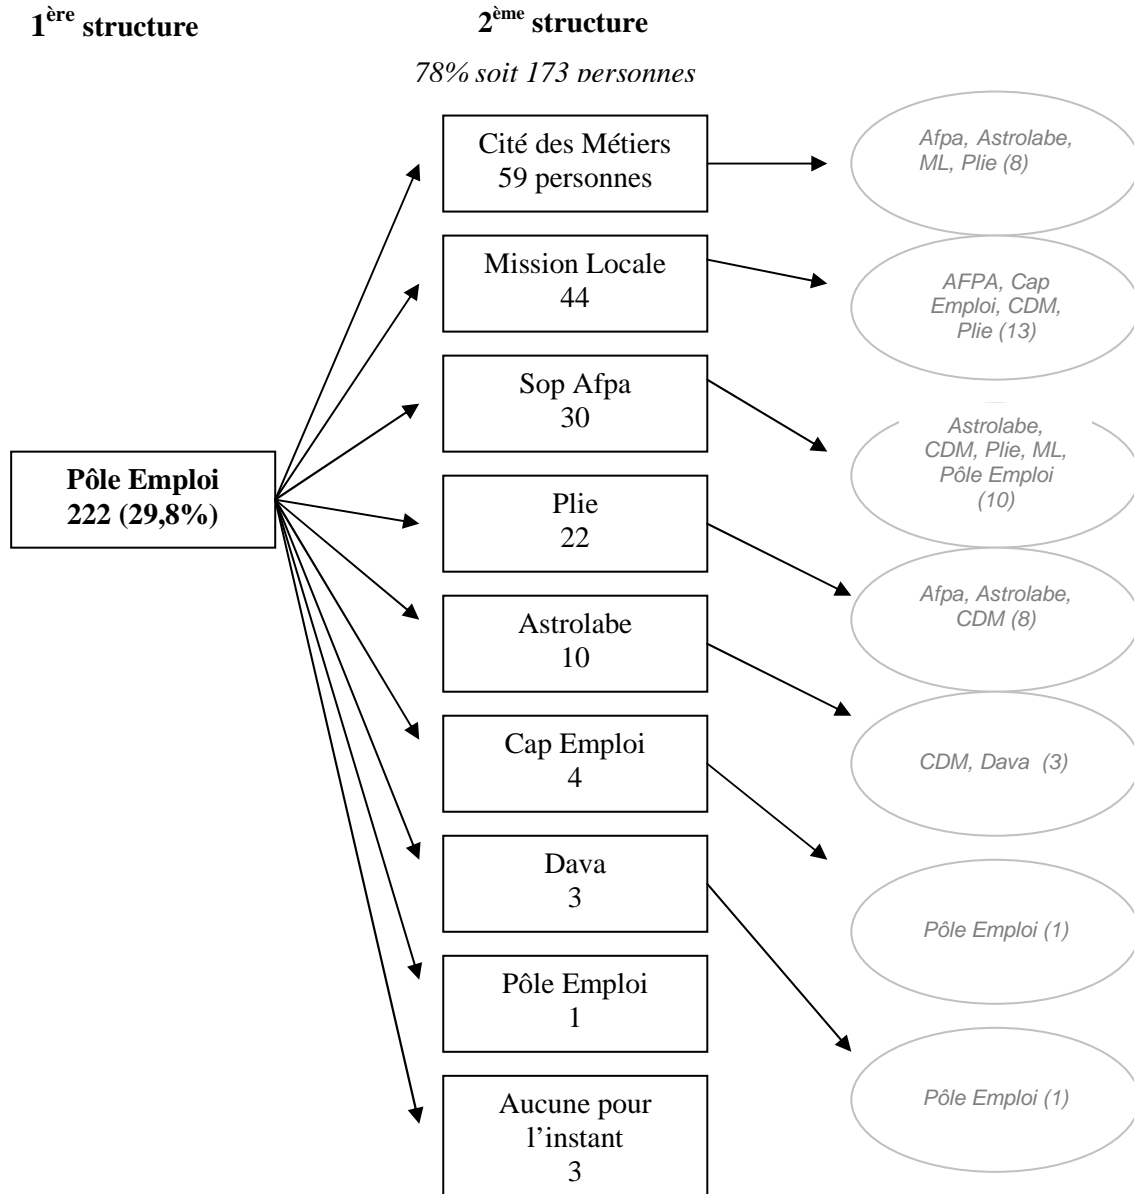 1ère structure
2ème structure
78% soit 173 personnes
Cité des Métiers
59 personnes
Afpa, Astrolabe,
ML, Plie (8)
Mission Locale
44
AFPA, Cap
Emploi, CDM,
Plie (13)
Sop Afpa
30
Astrolabe,
CDM, Plie, ML,
Pôle Emploi
(10)
Pôle Emploi
222 (29,8%)
Plie
22
Afpa, Astrolabe,
CDM (8)
Astrolabe
10
CDM, Dava (3)
Cap Emploi
4
Pôle Emploi (1)
Dava
3
Pôle Emploi (1)
Pôle Emploi
1
Aucune pour
l'instant
3